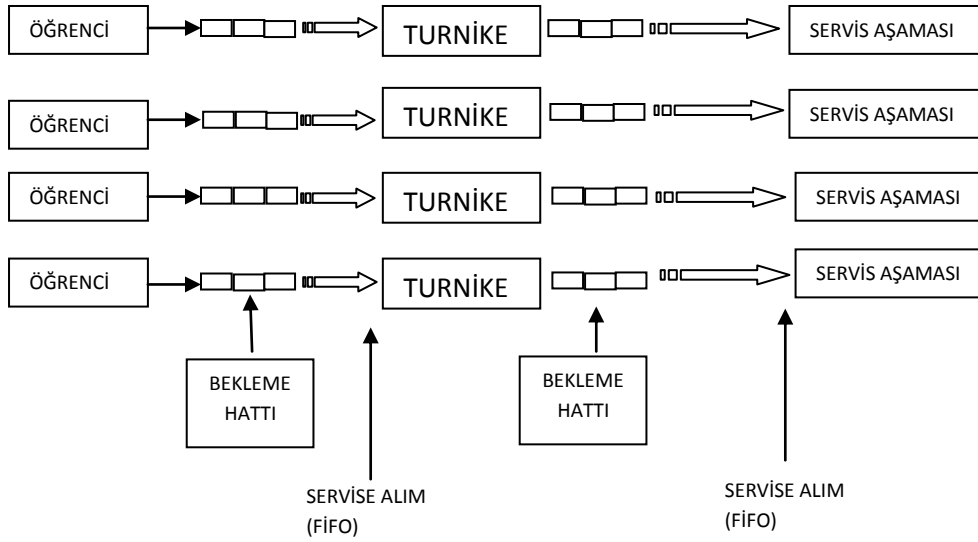 ÖĞRENCİ TURNİKE SERVİS AŞAMASI
ÖĞRENCİ TURNİKE SERVİS AŞAMASI
ÖĞRENCİ TURNİKE SERVİS AŞAMASI
ÖĞRENCİ TURNİKE SERVİS AŞAMASI
BEKLEME
HATTI
BEKLEME
HATTI
SERVİSE ALIM
(FİFO)
SERVİSE ALIM
(FİFO)